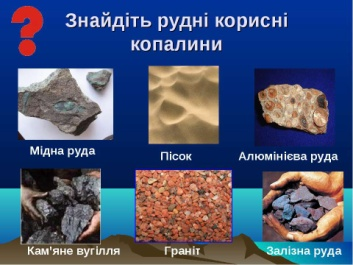 Знайдіть рудні корисні
копалини
Мідна руда
Пісок
Алюмінієва руда
Кам'яне вугілля
Граніт
Залізна руда